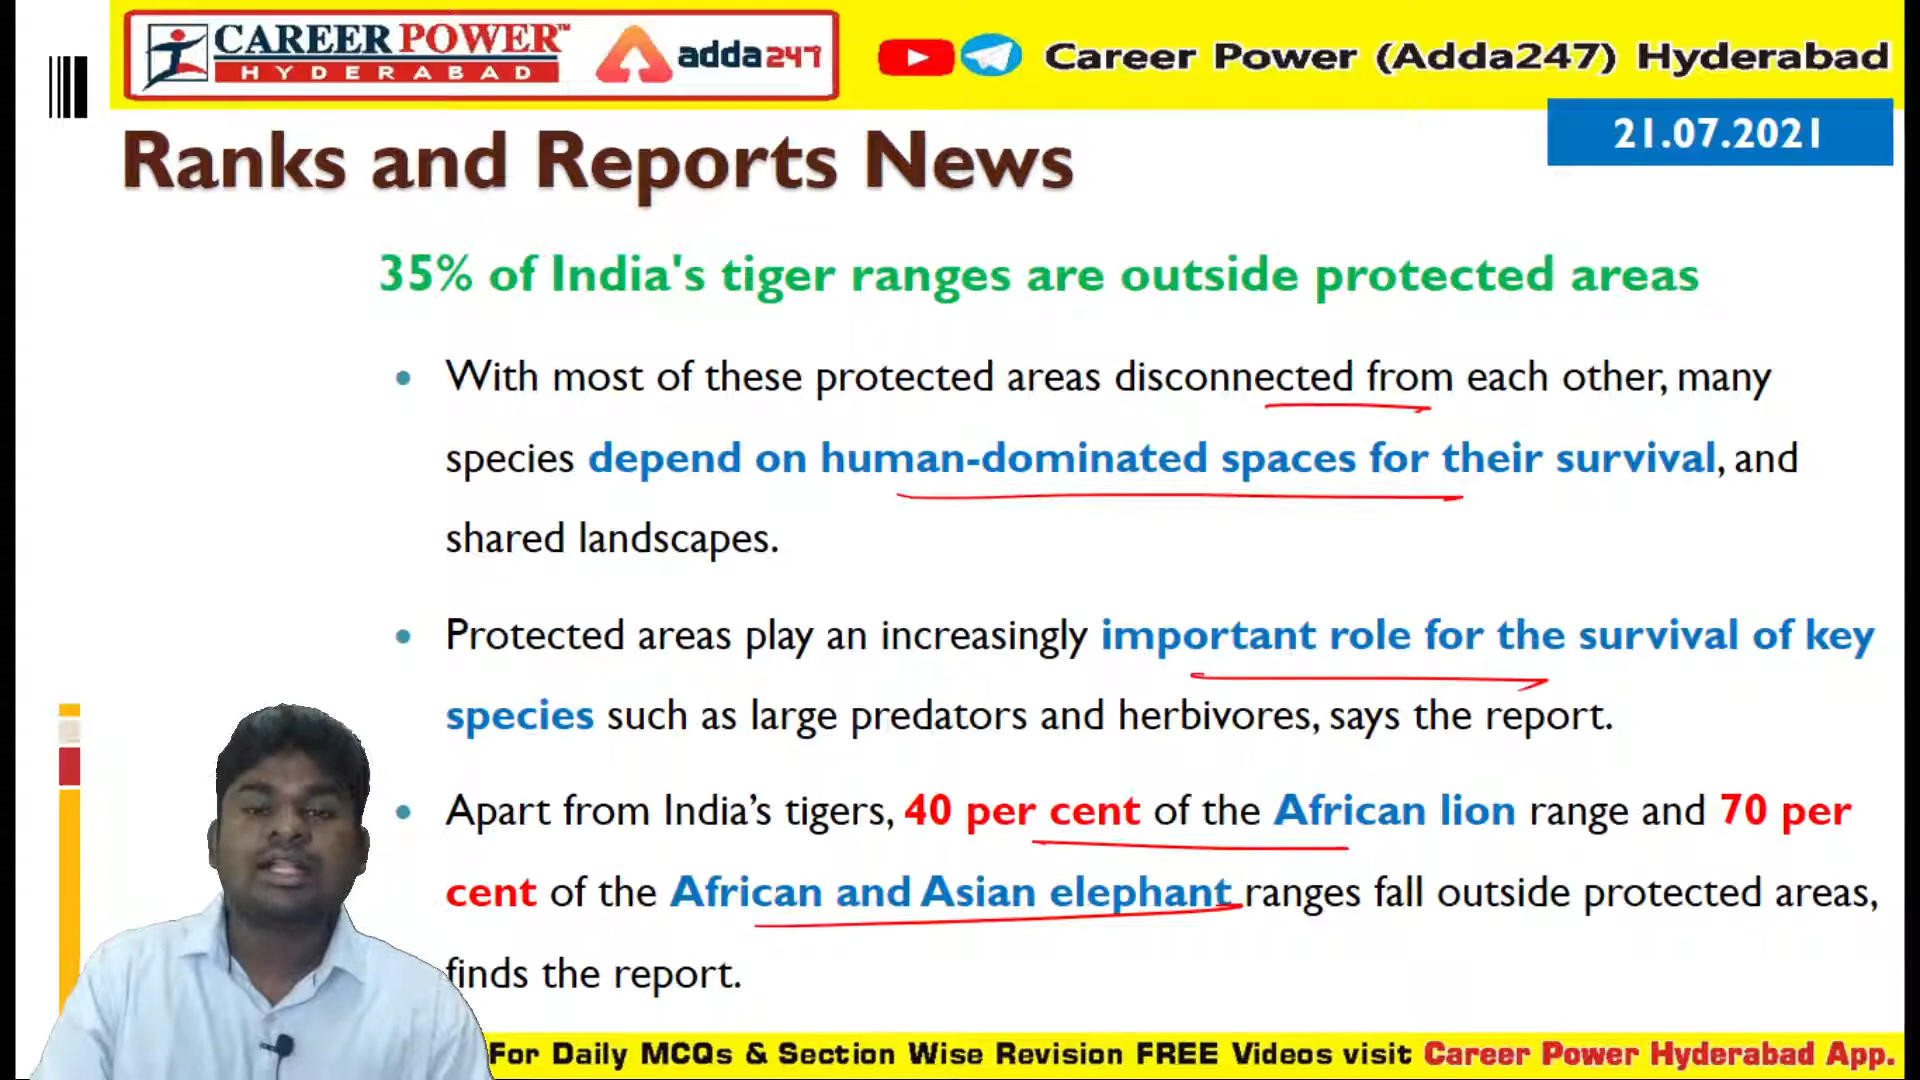 CAREER POWER™
HYDERABAD
adda247
Career Power (Adda247) Hyderabad
21.07.2021
Ranks and Reports News
35% of India's tiger ranges are outside protected areas
• With most of these protected areas disconnected from each other, many
species depend on human-dominated spaces for their survival, and
shared landscapes.
• Protected areas play an increasingly important role for the survival of key
species such as large predators and herbivores, says the report.
• Apart from India’s tigers, 40 per cent of the African lion range and 70 per
cent of the African and Asian elephant ranges fall outside protected areas,
finds the report.
For Daily MCQs & Section Wise Revision FREE Videos visit Career Power Hyderabad App.